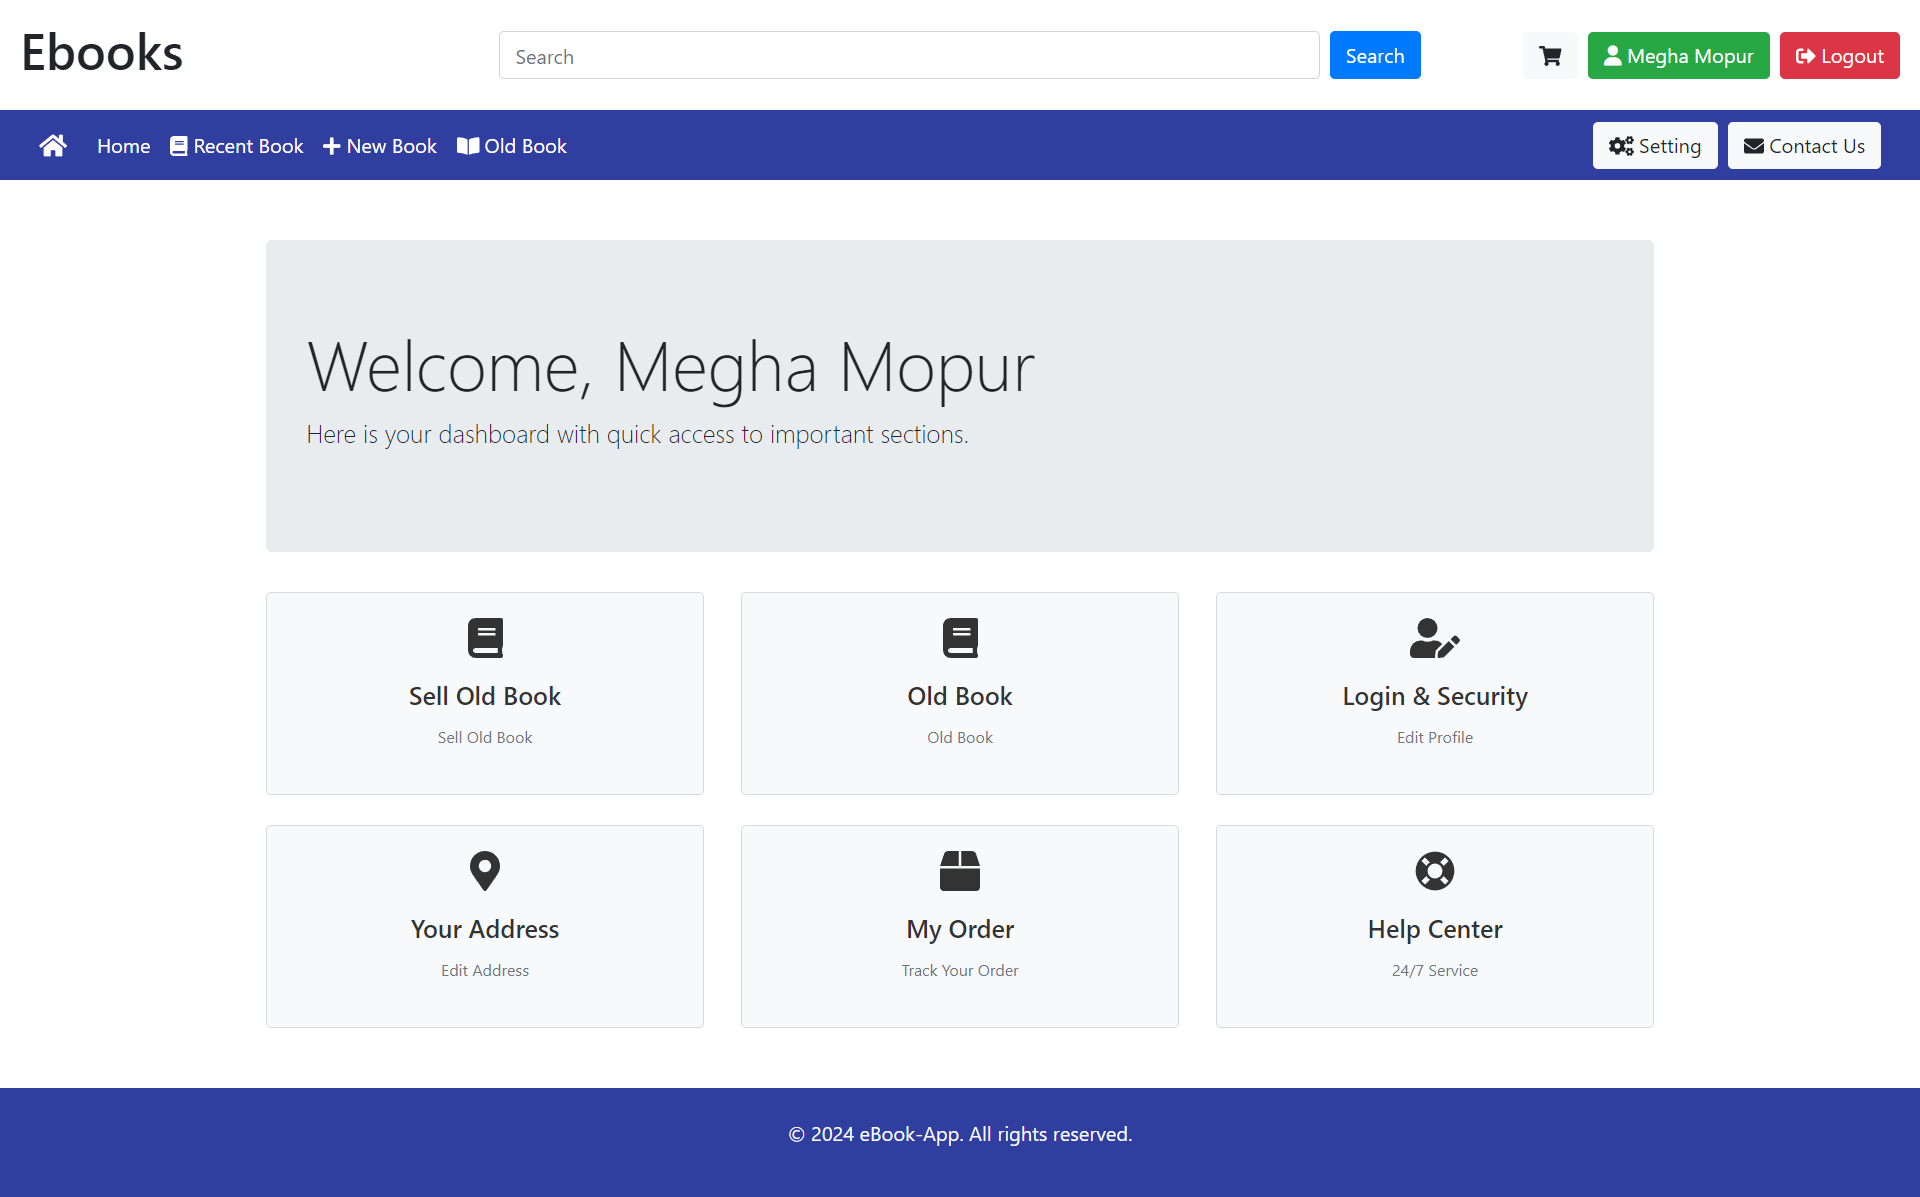 Ebooks
Search
Search
Megha Mopur
Logout
Home
Recent Book
New Book
Old Book
Setting
Contact Us
Welcome, Megha Mopur
Here is your dashboard with quick access to important sections.
Sell Old Book
Sell Old Book
Old Book
Old Book
Login & Security
Edit Profile
Your Address
Edit Address
My Order
Track Your Order
Help Center
24/7 Service
© 2024 eBook-App. All rights reserved.